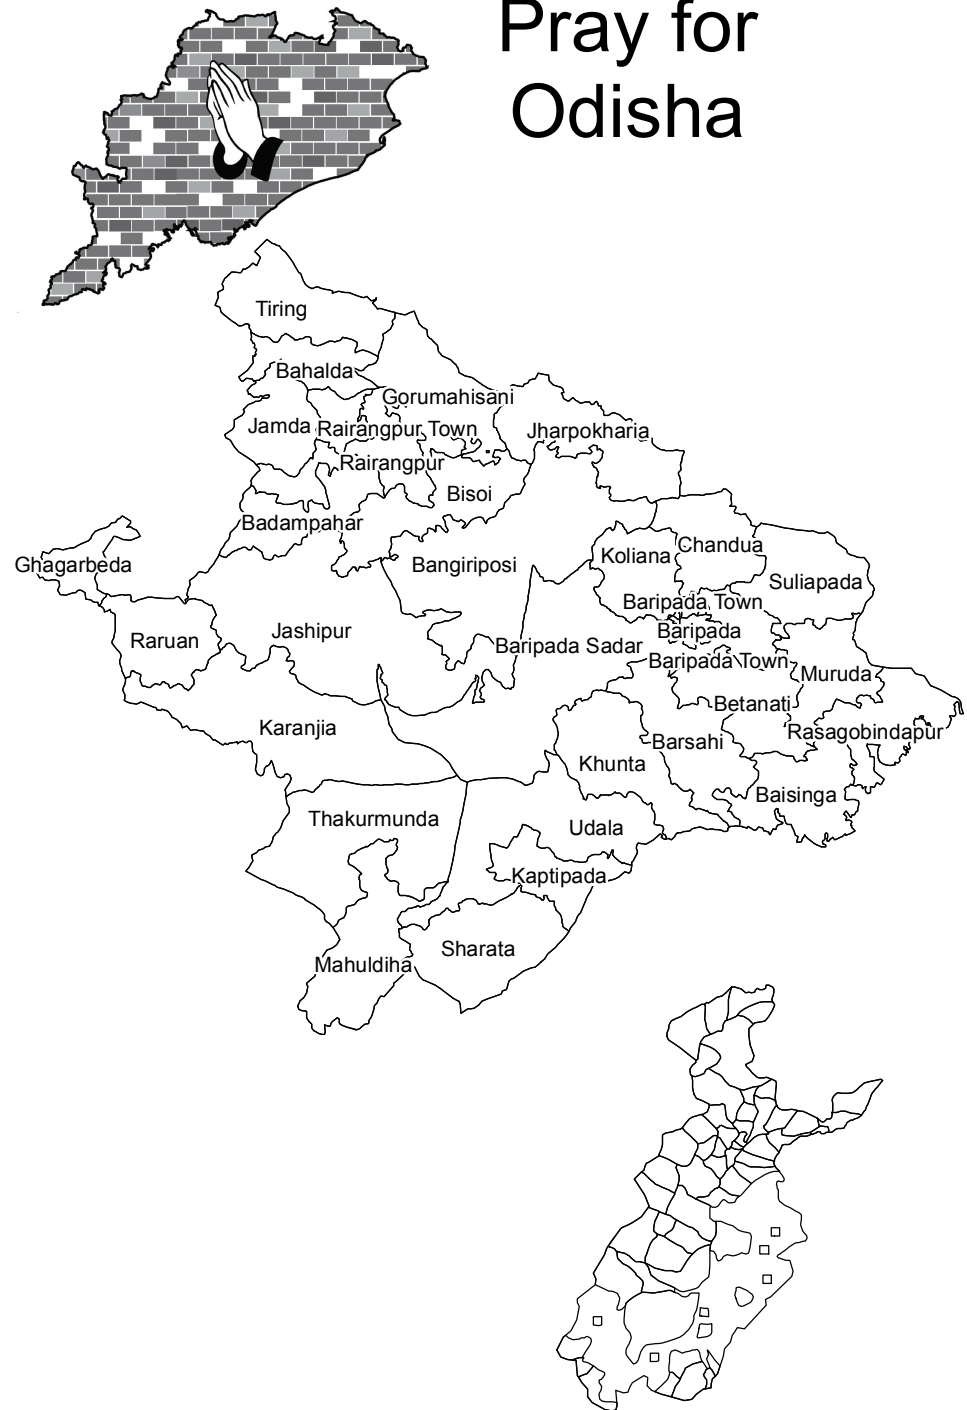 Pray for
Odisha
Tiring
Bahalda
Gorumahisani
Jamda
Rairangpur Town
Jharpokharia
Rairangpur
Bisoi
Badampahar
Ghagarbeda
Bangiriposi
Koliana
Chandua
Suliapada
Baripada Town
Raruan
Jashipur
Baripada Sadar
Baripada
Baripada Town
Muruda
Betanati
Karanjia
Barsahi
Rasagobindapur
Khunta
Baisinga
Thakurmunda
Udala
Kaptipada
Sharata
Mahuldiha